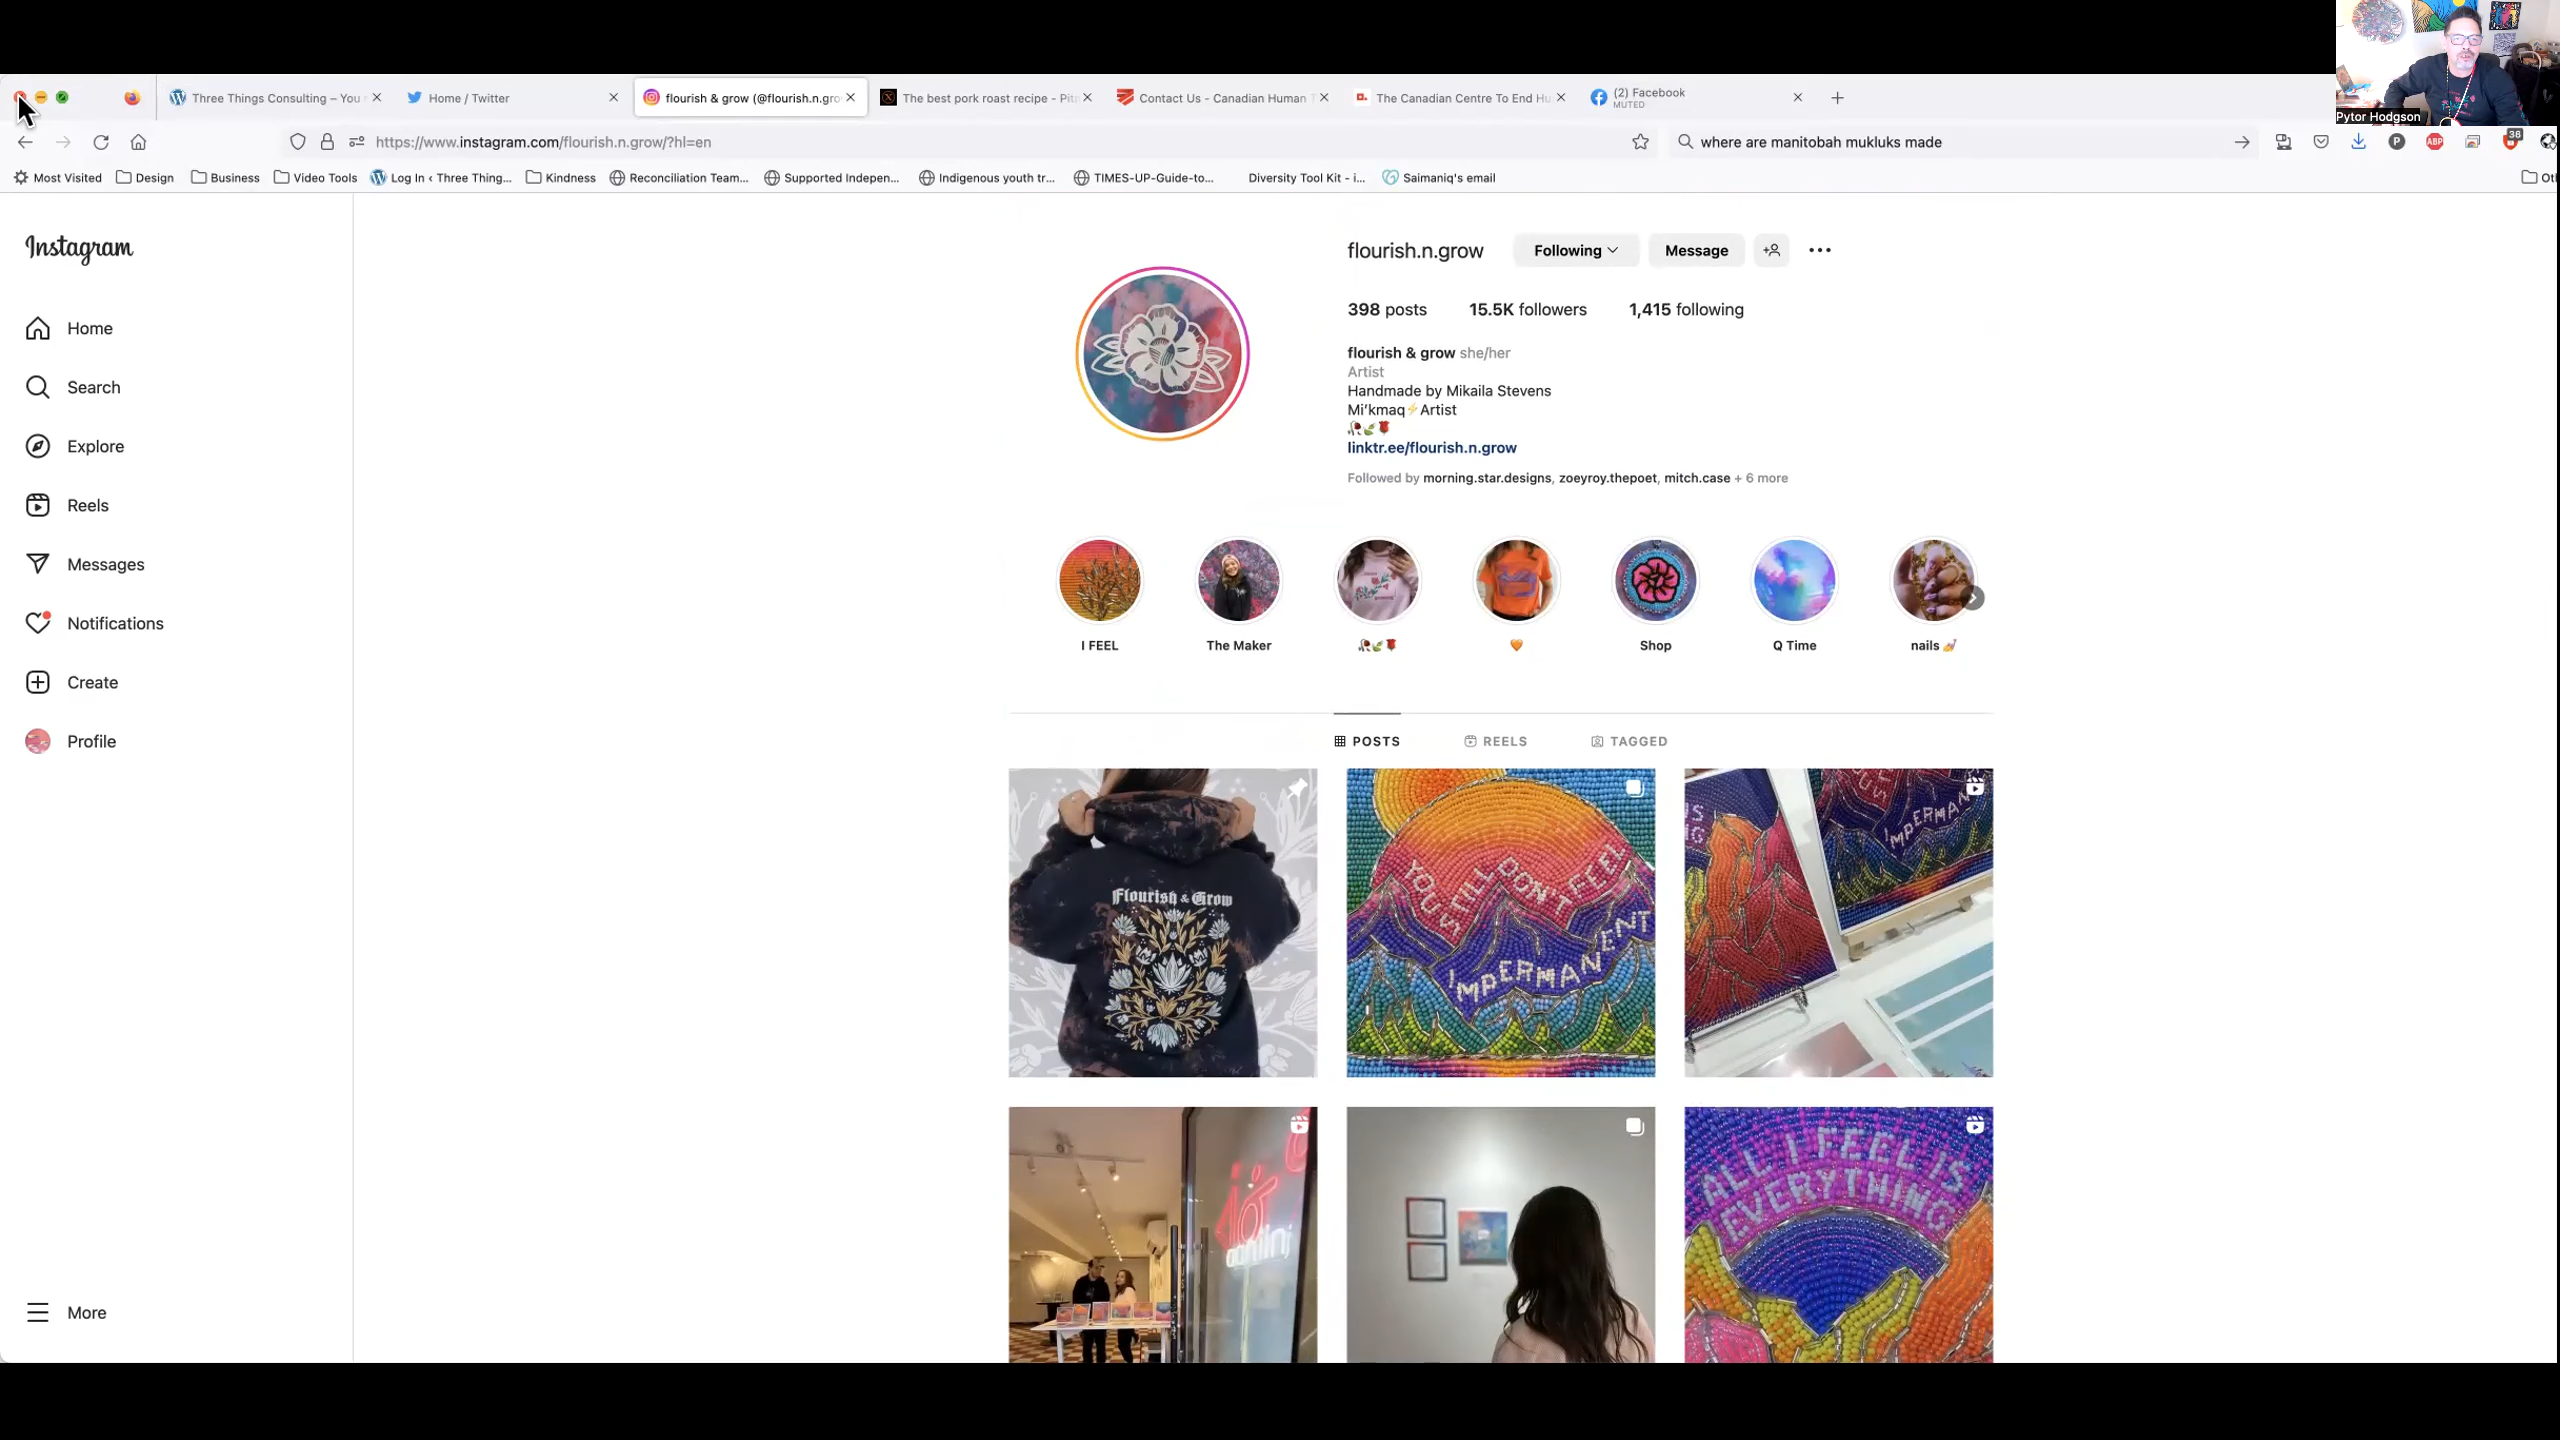 Three Things Consulting – You
Home / Twitter
flourish & grow (@flourish.n.gro
The best pork roast recipe - Pit
Contact Us - Canadian Human T
The Canadian Centre To End Hu
(2) Facebook
MUTED
Pytor Hodgson
https://www.instagram.com/flourish.n.grow/?hl=en
where are manitobah mukluks made
P
ABP
36
Most Visited
Design
Business
Video Tools
Log In ‹ Three Thing...
Kindness
Reconciliation Team...
Supported Indepen...
Indigenous youth tr...
TIMES-UP-Guide-to...
Diversity Tool Kit - i...
Saimaniq's email
Instagram
flourish.n.grow
Following
Message
Home
398 posts 15.5K followers 1,415 following
Search
flourish & grow she/her
Artist
Handmade by Mikaila Stevens
Mi'kmaq⚡Artist
🥀🌿🌹
linktr.ee/flourish.n.grow
Explore
Followed by morning.star.designs, zoeyroy.thepoet, mitch.case + 6 more
Reels
Messages
Notifications
Create
Profile
More
I FEEL
The Maker
🥀🌿🌹
🧡
Shop
Q Time
nails 💅
POSTS
REELS
TAGGED
Flourish & Grow
YOU STILL DON'T FEEL
IMPERMANENT
IMPERMAN
ALL I FEEL IS
EVERYTHING